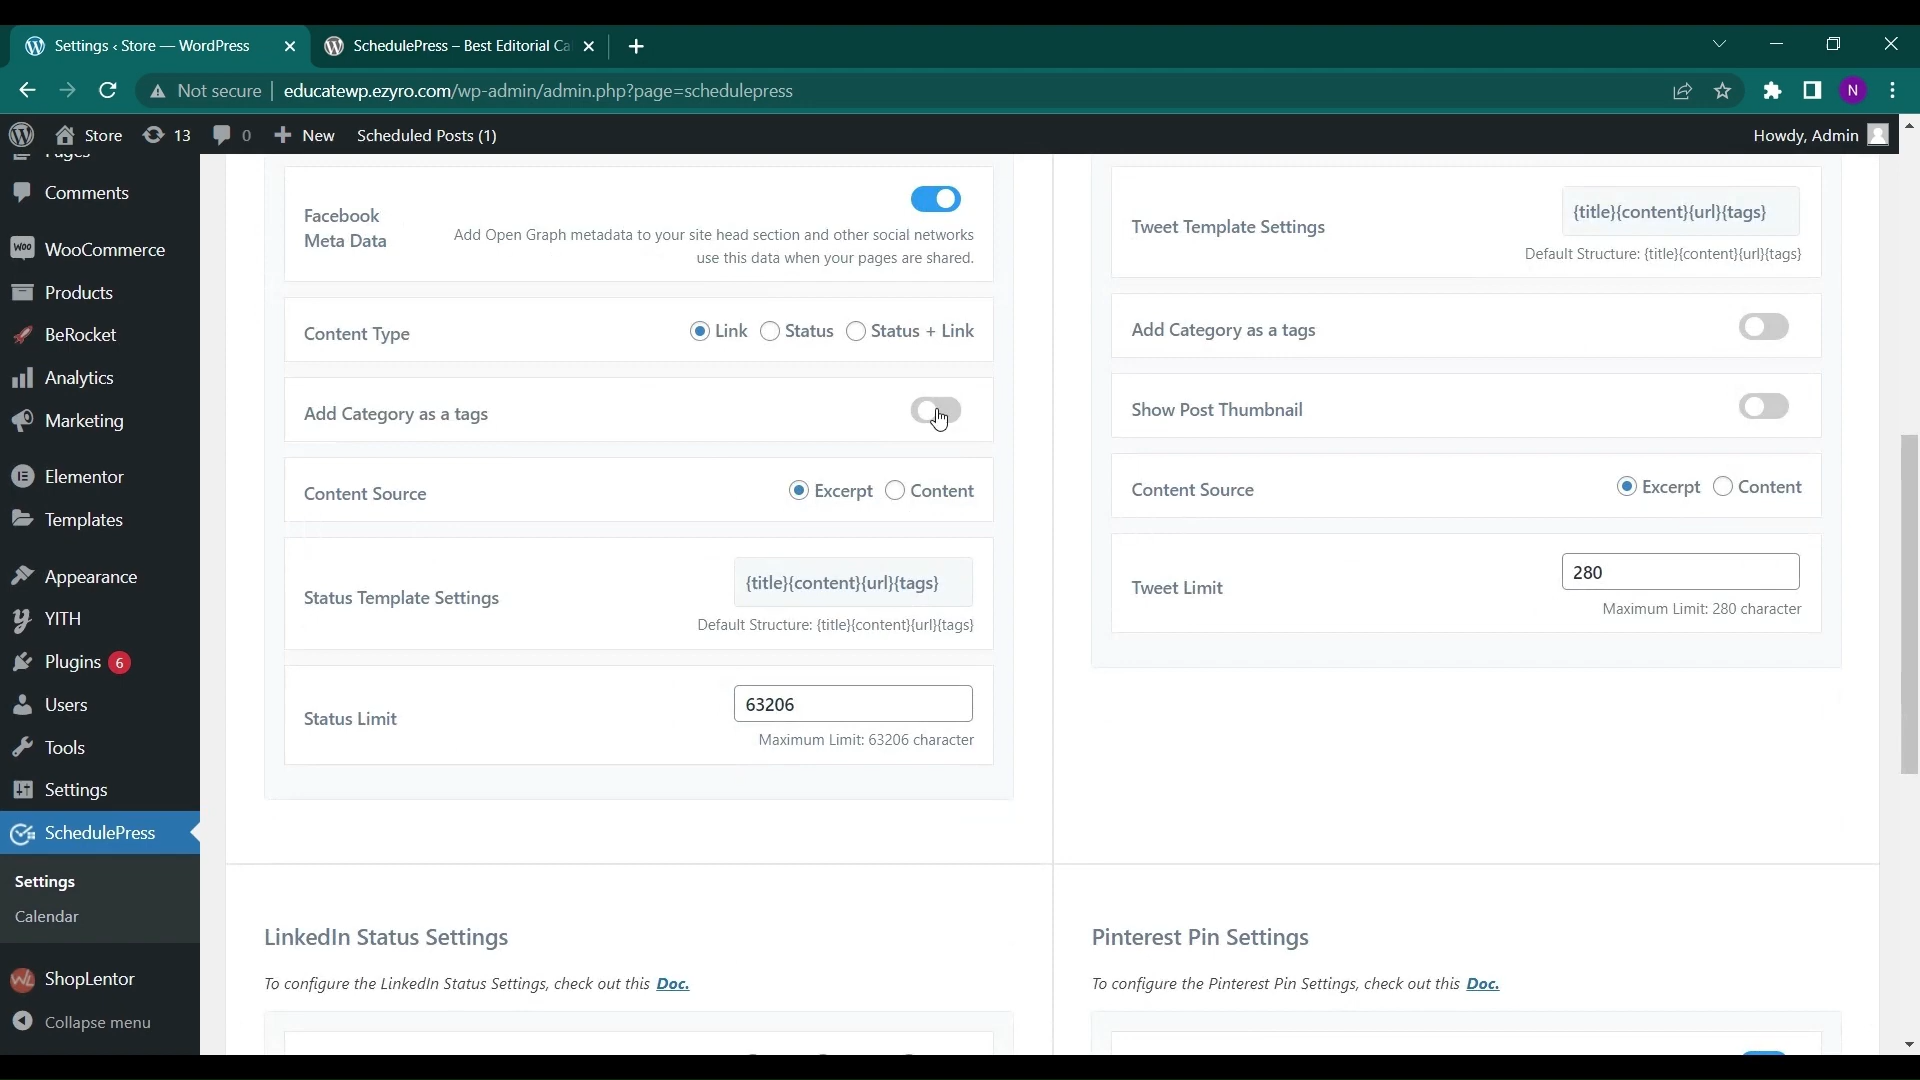 Settings ‹ Store — WordPress
SchedulePress – Best Editorial Ca
Not secure
educatewp.ezyro.com/wp-admin/admin.php?page=schedulepress
N
Store
13
0
New
Scheduled Posts (1)
Howdy, Admin
Pages
Comments
WooCommerce
Products
BeRocket
Analytics
Marketing
Elementor
Templates
Appearance
YITH
Plugins 6
Users
Tools
Settings
SchedulePress
Settings
Calendar
ShopLentor
Collapse menu
Facebook
Meta Data
Add Open Graph metadata to your site head section and other social networks
use this data when your pages are shared.
Content Type
Link
Status
Status + Link
Add Category as a tags
Content Source
Excerpt
Content
Status Template Settings
{title}{content}{url}{tags}
Default Structure: {title}{content}{url}{tags}
Status Limit
63206
Maximum Limit: 63206 character
Tweet Template Settings
{title}{content}{url}{tags}
Default Structure: {title}{content}{url}{tags}
Add Category as a tags
Show Post Thumbnail
Content Source
Excerpt
Content
Tweet Limit
280
Maximum Limit: 280 character
LinkedIn Status Settings
To configure the LinkedIn Status Settings, check out this Doc.
Pinterest Pin Settings
To configure the Pinterest Pin Settings, check out this Doc.